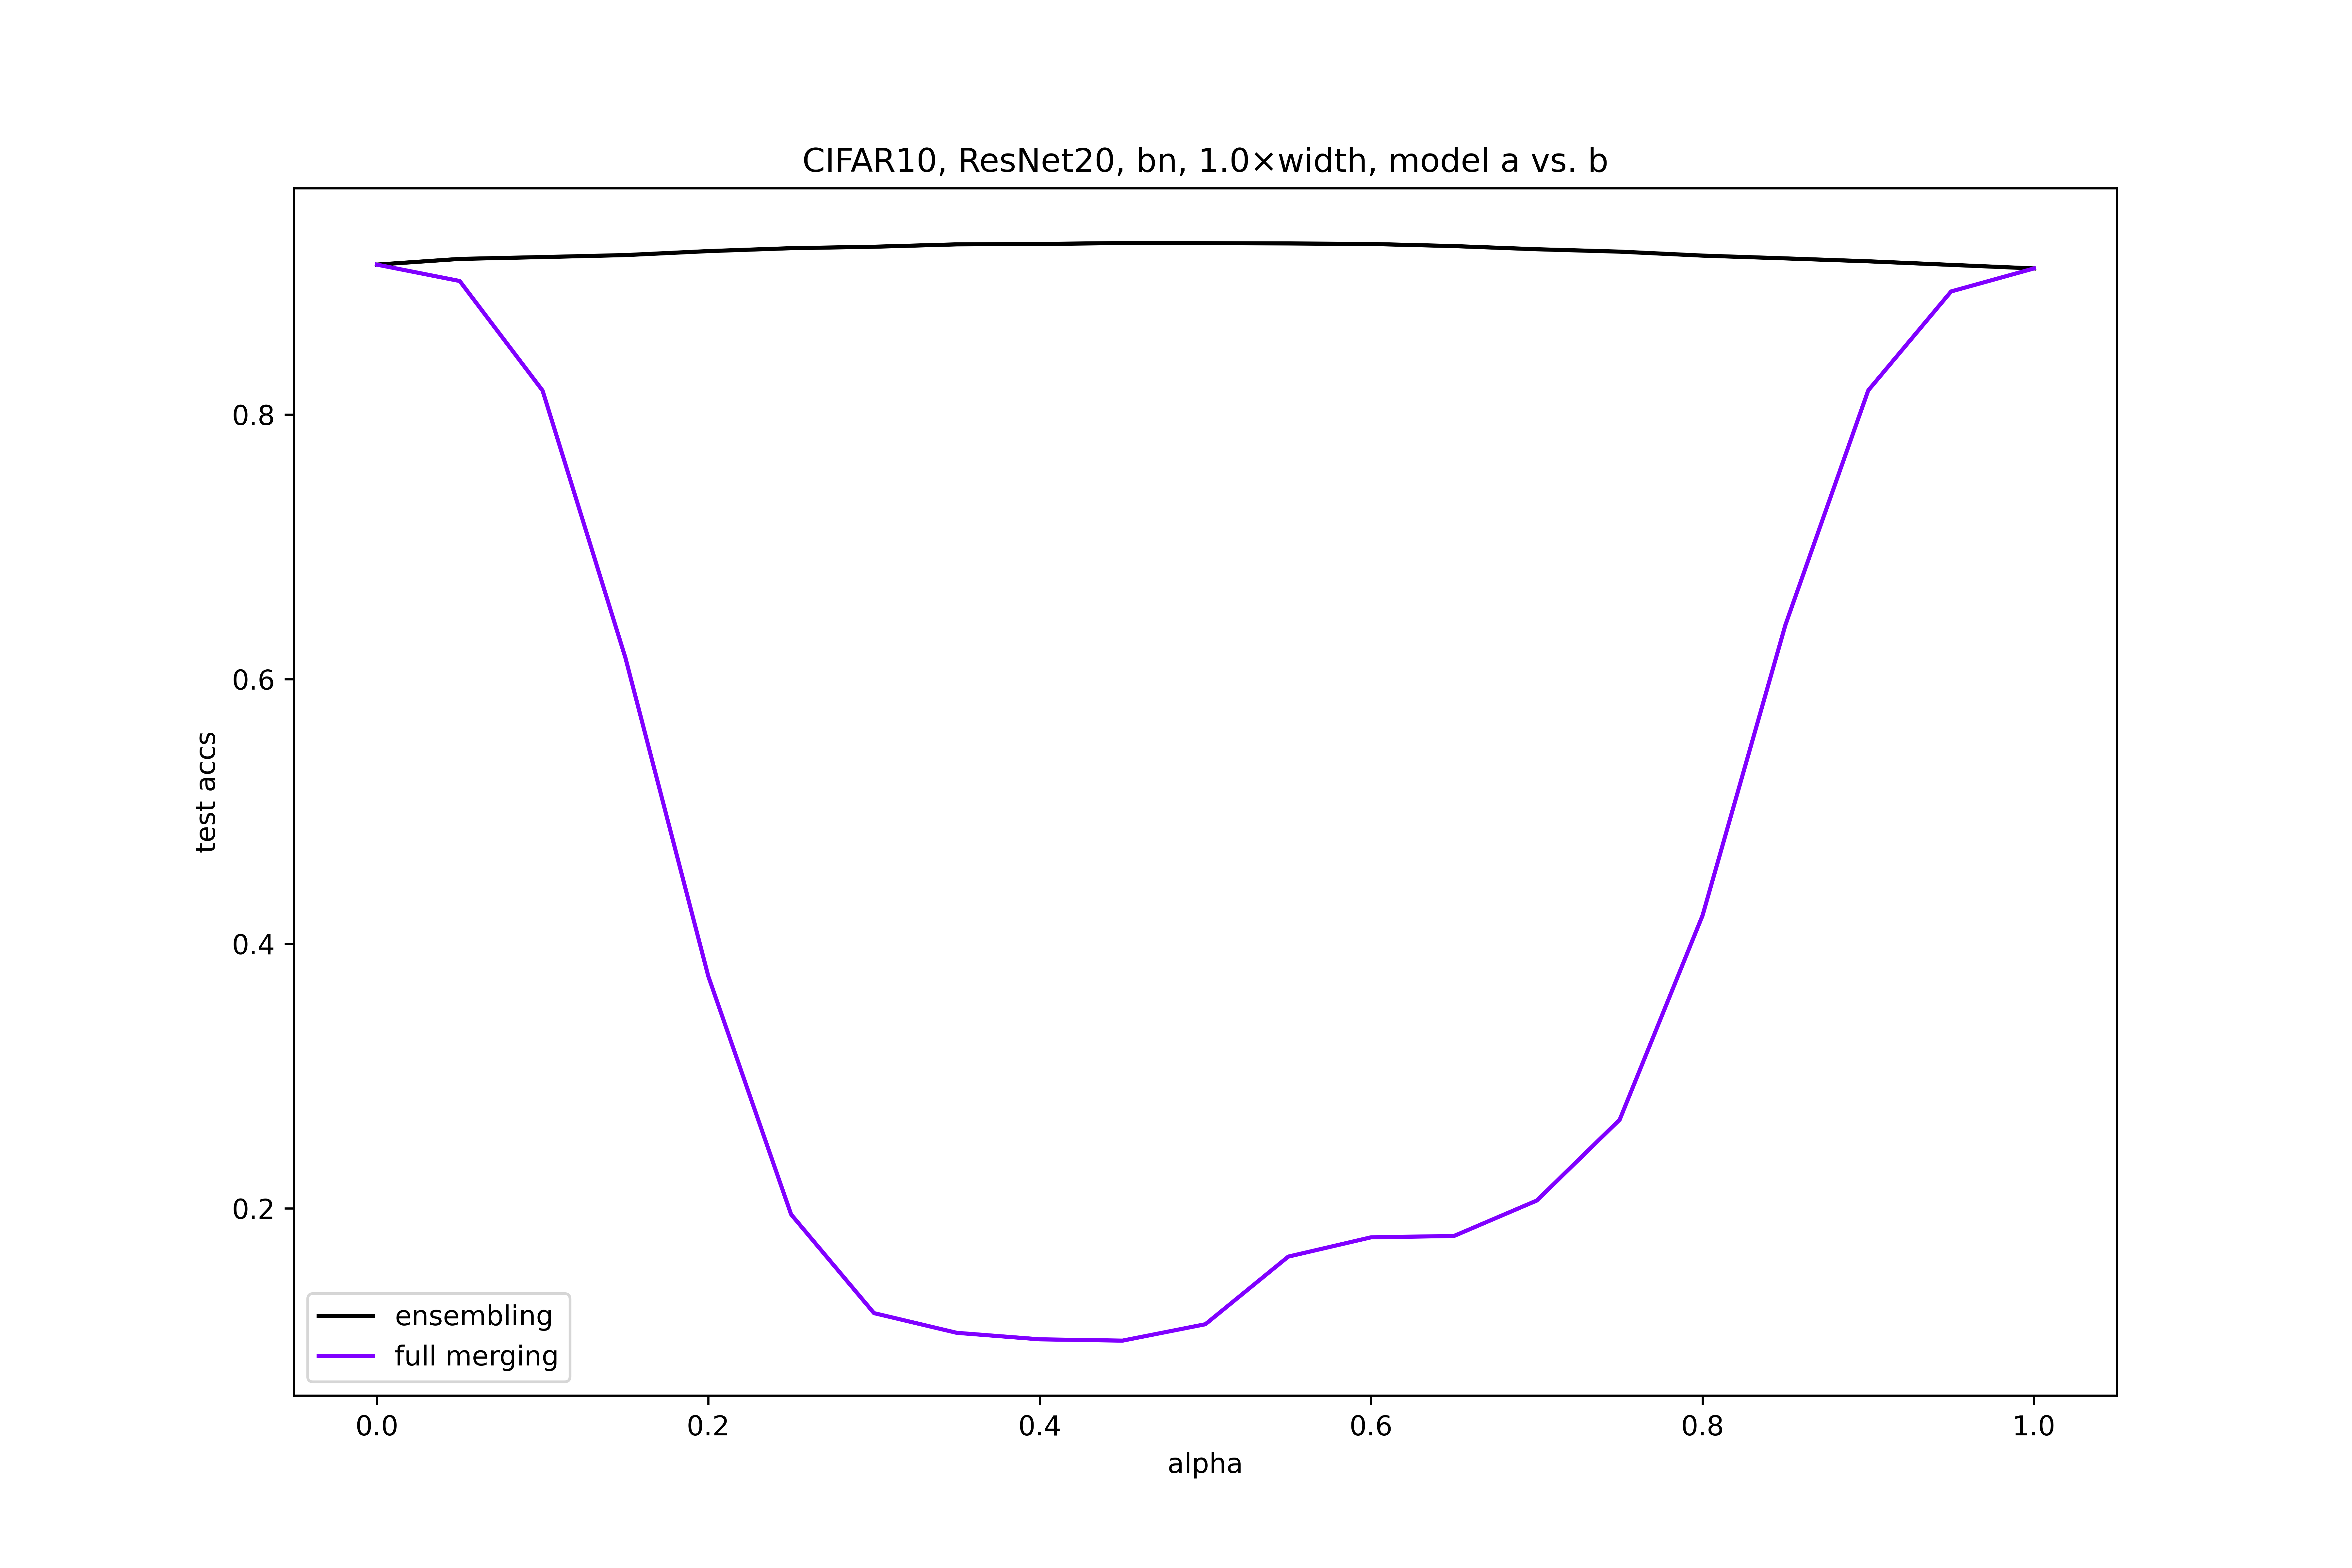 CIFAR10, ResNet20, bn, 1.0×width, model a vs. b
test accs
0.8
0.6
0.4
0.2
ensembling
full merging
0.0 0.2 0.4 0.6 0.8 1.0
alpha